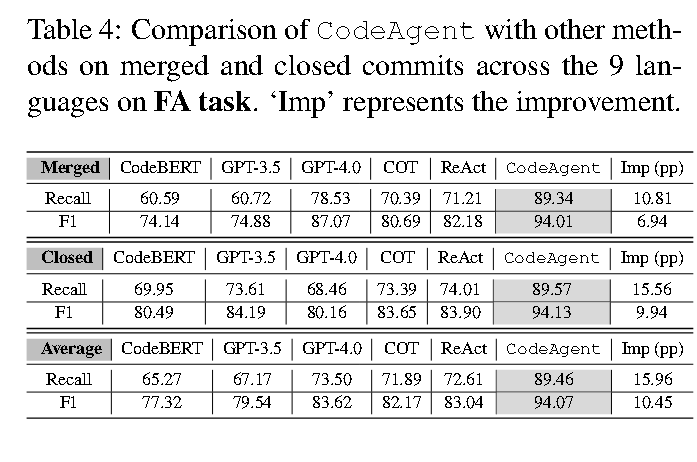 Table 4: Comparison of CodeAgent with other meth-
ods on merged and closed commits across the 9 lan-
guages on FA task. ‘Imp’ represents the improvement.
Merged CodeBERT GPT-3.5 GPT-4.0 COT ReAct CodeAgent Imp (pp)
Recall 60.59 60.72 78.53 70.39 71.21 89.34 10.81
F1 74.14 74.88 87.07 80.69 82.18 94.01 6.94
Closed CodeBERT GPT-3.5 GPT-4.0 COT ReAct CodeAgent Imp (pp)
Recall 69.95 73.61 68.46 73.39 74.01 89.57 15.56
F1 80.49 84.19 80.16 83.65 83.90 94.13 9.94
Average CodeBERT GPT-3.5 GPT-4.0 COT ReAct CodeAgent Imp (pp)
Recall 65.27 67.17 73.50 71.89 72.61 89.46 15.96
F1 77.32 79.54 83.62 82.17 83.04 94.07 10.45